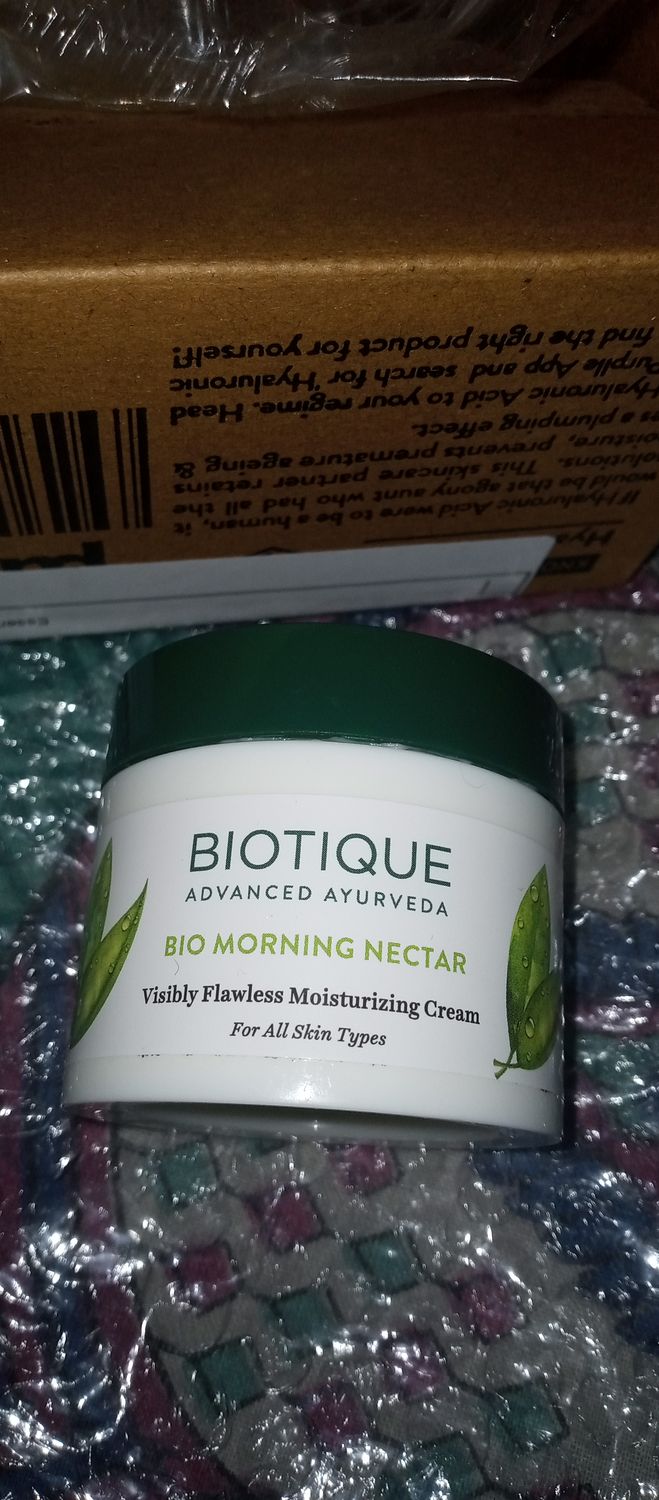 If Hyaluronic Acid were to be a human, it
would be that agony aunt who had all the
solutions. This skincare partner retains
moisture, prevents premature ageing &
a plumping effect.
Hyaluronic Acid to your regime. Head
Purplle App and search for 'Hyaluronic
find the right product for yourself!
BIOTIQUE
ADVANCED AYURVEDA
BIO MORNING NECTAR
Visibly Flawless Moisturizing Cream
For All Skin Types